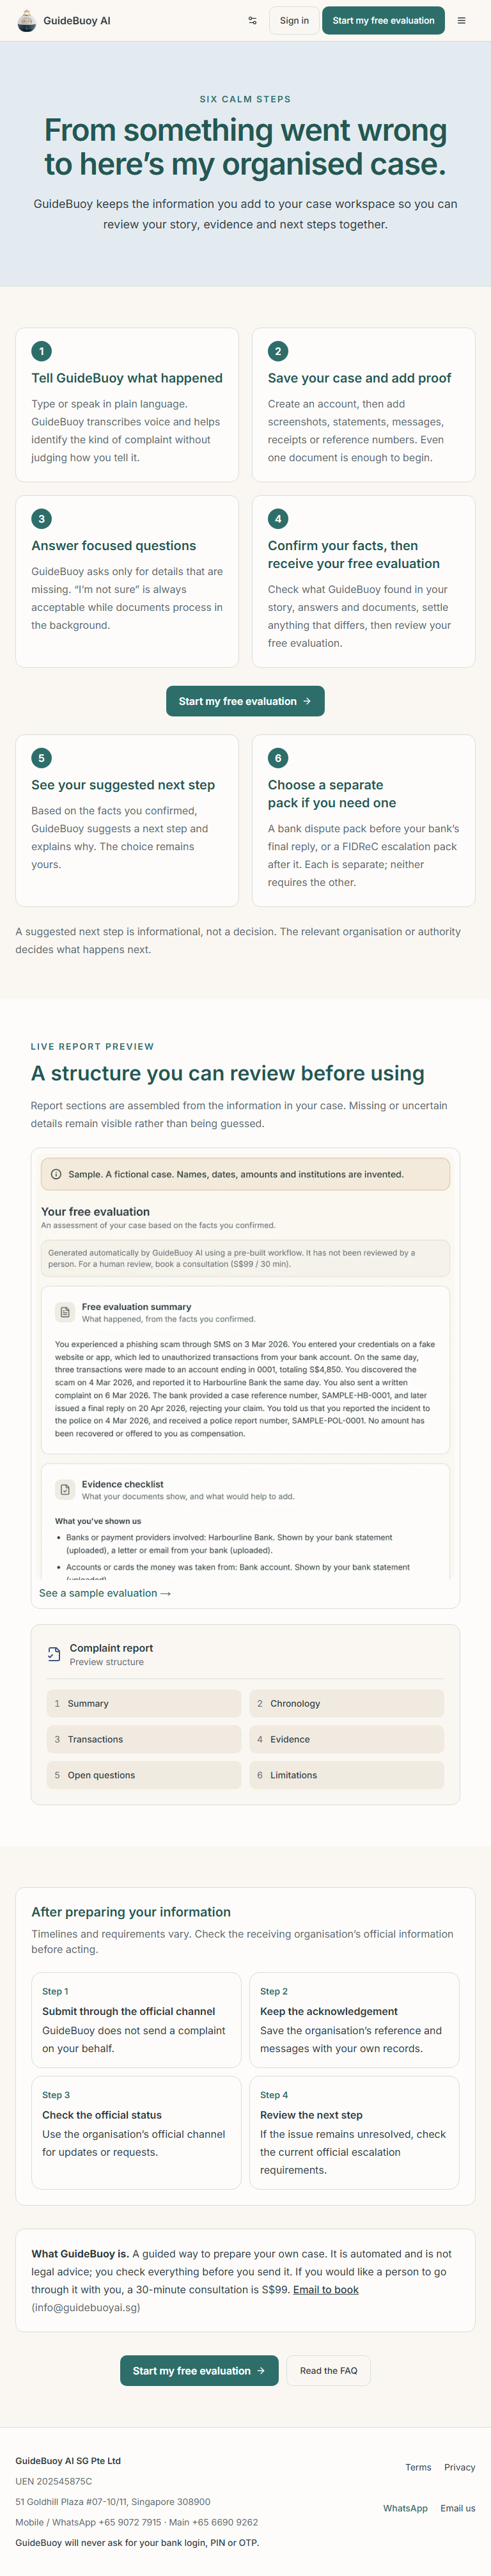 GuideBuoy AI
Sign in
Start my free evaluation
SIX CALM STEPS
From something went wrong
to here’s my organised case.
GuideBuoy keeps the information you add to your case workspace so you can
review your story, evidence and next steps together.
1
Tell GuideBuoy what happened
Type or speak in plain language.
GuideBuoy transcribes voice and helps
identify the kind of complaint without
judging how you tell it.
2
Save your case and add proof
Create an account, then add
screenshots, statements, messages,
receipts or reference numbers. Even
one document is enough to begin.
3
Answer focused questions
GuideBuoy asks only for details that are
missing. “I’m not sure” is always
acceptable while documents process in
the background.
4
Confirm your facts, then
receive your free evaluation
Check what GuideBuoy found in your
story, answers and documents, settle
anything that differs, then review your
free evaluation.
Start my free evaluation →
5
See your suggested next step
Based on the facts you confirmed,
GuideBuoy suggests a next step and
explains why. The choice remains
yours.
6
Choose a separate
pack if you need one
A bank dispute pack before your bank’s
final reply, or a FIDReC escalation pack
after it. Each is separate; neither
requires the other.
A suggested next step is informational, not a decision. The relevant organisation or authority
decides what happens next.
LIVE REPORT PREVIEW
A structure you can review before using
Report sections are assembled from the information in your case. Missing or uncertain
details remain visible rather than being guessed.
Sample. A fictional case. Names, dates, amounts and institutions are invented.
Your free evaluation
An assessment of your case based on the facts you confirmed.
Generated automatically by GuideBuoy AI using a pre-built workflow. It has not been reviewed by a
person. For a human review, book a consultation (S$99 / 30 min).
Free evaluation summary
What happened, from the facts you confirmed.
You experienced a phishing scam through SMS on 3 Mar 2026. You entered your credentials on a fake
website or app, which led to unauthorized transactions from your bank account. On the same day,
three transactions were made to an account ending in 0001, totaling S$4,850. You discovered the
scam on 4 Mar 2026, and reported it to Harbourline Bank the same day. You also sent a written
complaint on 6 Mar 2026. The bank provided a case reference number, SAMPLE-HB-0001, and later
issued a final reply on 20 Apr 2026, rejecting your claim. You told us that you reported the incident to
the police on 4 Mar 2026, and received a police report number, SAMPLE-POL-0001. No amount has
been recovered or offered to you as compensation.
Evidence checklist
What your documents show, and what would help to add.
What you've shown us
• Banks or payment providers involved: Harbourline Bank. Shown by your bank statement
(uploaded), a letter or email from your bank (uploaded).
• Accounts or cards the money was taken from: Bank account. Shown by your bank statement
(uploaded)
See a sample evaluation →
Complaint report
Preview structure
1 Summary
2 Chronology
3 Transactions
4 Evidence
5 Open questions
6 Limitations
After preparing your information
Timelines and requirements vary. Check the receiving organisation’s official information
before acting.
Step 1
Submit through the official channel
GuideBuoy does not send a complaint
on your behalf.
Step 2
Keep the acknowledgement
Save the organisation’s reference and
messages with your own records.
Step 3
Check the official status
Use the organisation’s official channel
for updates or requests.
Step 4
Review the next step
If the issue remains unresolved, check
the current official escalation
requirements.
What GuideBuoy is. A guided way to prepare your own case. It is automated and is not
legal advice; you check everything before you send it. If you would like a person to go
through it with you, a 30-minute consultation is S$99. Email to book
(info@guidebuoyai.sg)
Start my free evaluation →
Read the FAQ
GuideBuoy AI SG Pte Ltd
UEN 202545875C
51 Goldhill Plaza #07-10/11, Singapore 308900
Mobile / WhatsApp +65 9072 7915 · Main +65 6690 9262
GuideBuoy will never ask for your bank login, PIN or OTP.
Terms
Privacy
WhatsApp
Email us